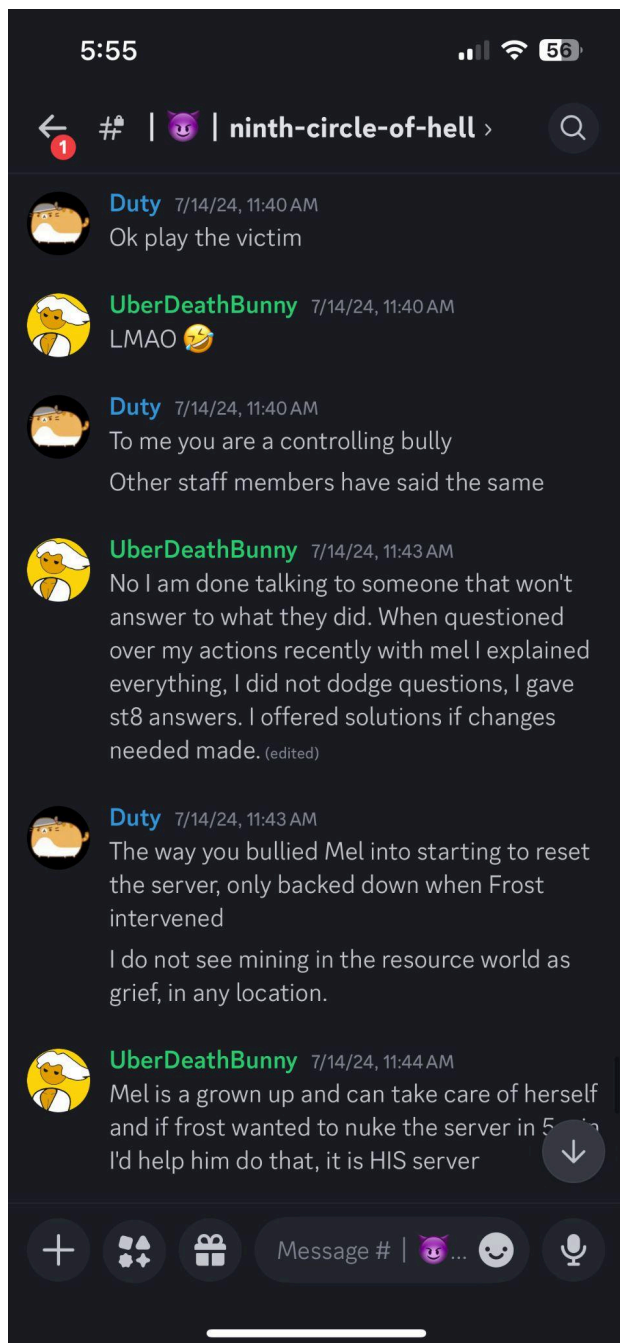 5:55
56
1
# | 😈 | ninth-circle-of-hell ›
Duty 7/14/24, 11:40 AM
Ok play the victim
UberDeathBunny 7/14/24, 11:40 AM
LMAO 🤣
Duty 7/14/24, 11:40 AM
To me you are a controlling bully
Other staff members have said the same
UberDeathBunny 7/14/24, 11:43 AM
No I am done talking to someone that won't
answer to what they did. When questioned
over my actions recently with mel I explained
everything, I did not dodge questions, I gave
st8 answers. I offered solutions if changes
needed made. (edited)
Duty 7/14/24, 11:43 AM
The way you bullied Mel into starting to reset
the server, only backed down when Frost
intervened
I do not see mining in the resource world as
grief, in any location.
UberDeathBunny 7/14/24, 11:44 AM
Mel is a grown up and can take care of herself
and if frost wanted to nuke the server in 5
I'd help him do that, it is HIS server
Message # | 😈...